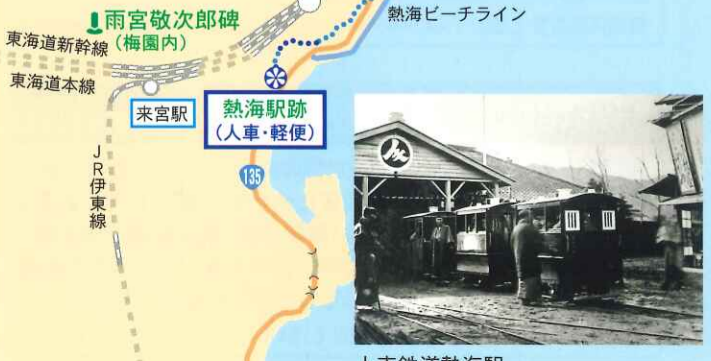 雨宮敬次郎碑
(梅園内)
東海道新幹線
東海道本線
来宮駅
熱海駅跡
(人車・軽便)
JR伊東線
135
熱海ビーチライン